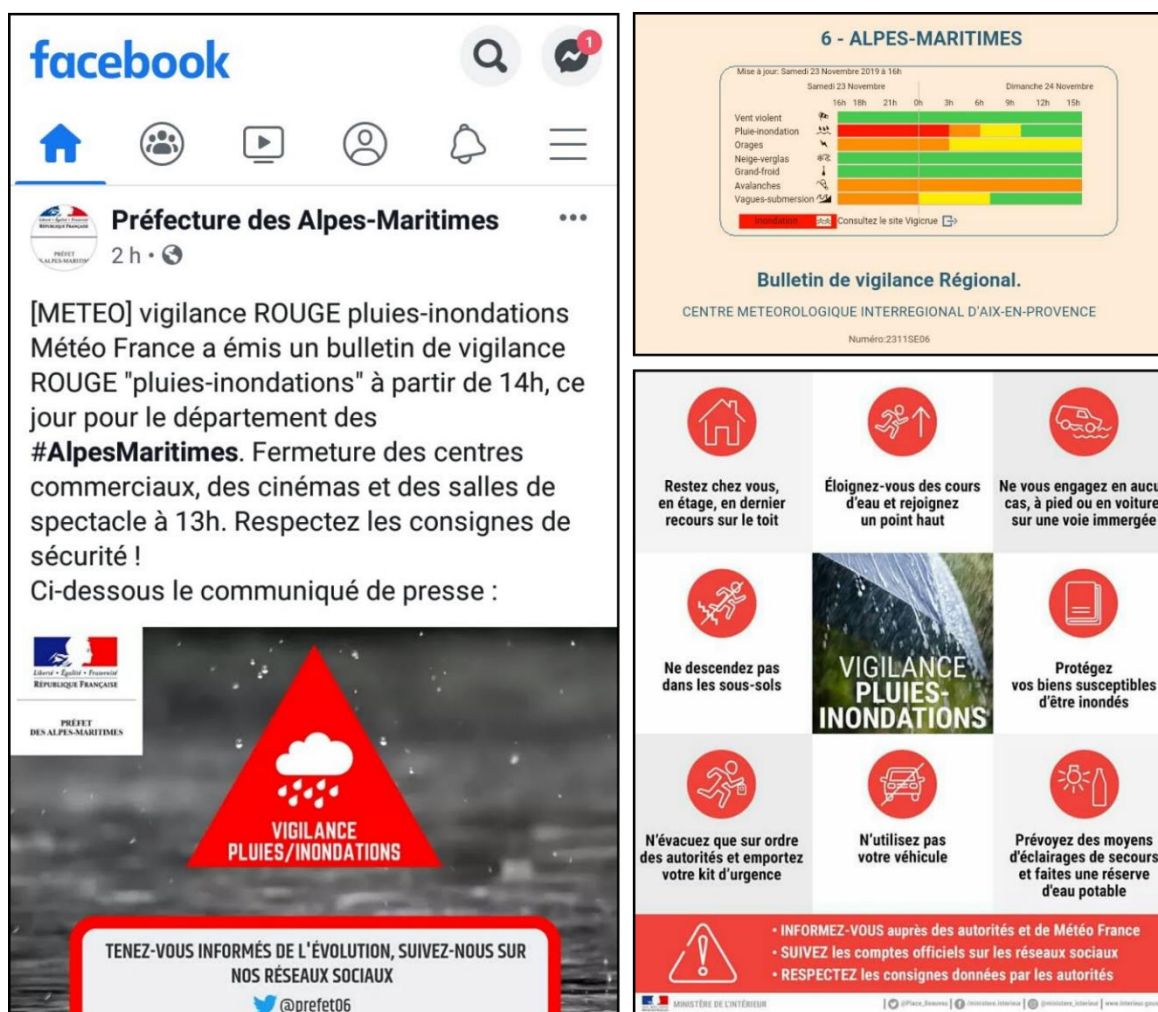 facebook
1
Préfecture des Alpes-Maritimes
2 h
[METEO] vigilance ROUGE pluies-inondations
Météo France a émis un bulletin de vigilance
ROUGE "pluies-inondations" à partir de 14h, ce
jour pour le département des
#AlpesMaritimes. Fermeture des centres
commerciaux, des cinémas et des salles de
spectacle à 13h. Respectez les consignes de
sécurité !
Ci-dessous le communiqué de presse :
Liberté • Égalité • Fraternité
RÉPUBLIQUE FRANÇAISE
PRÉFET
DES ALPES-MARITIMES
VIGILANCE
PLUIES/INONDATIONS
TENEZ-VOUS INFORMÉS DE L'ÉVOLUTION, SUIVEZ-NOUS SUR
NOS RÉSEAUX SOCIAUX
@prefet06
6 - ALPES-MARITIMES
Mise à jour: Samedi 23 Novembre 2019 à 16h
Samedi 23 Novembre Dimanche 24 Novembre
16h 18h 21h 0h 3h 6h 9h 12h 15h
Vent violent
Pluie-inondation
Orages
Neige-verglas
Grand-froid
Avalanches
Vagues-submersion
Inondation Consultez le site Vigicrue
Bulletin de vigilance Régional.
CENTRE METEOROLOGIQUE INTERREGIONAL D'AIX-EN-PROVENCE
Numéro:2311SE06
Restez chez vous,
en étage, en dernier
recours sur le toit
Éloignez-vous des cours
d'eau et rejoignez
un point haut
Ne vous engagez en aucu
cas, à pied ou en voiture
sur une voie immergée
Ne descendez pas
dans les sous-sols
VIGILANCE
PLUIES-
INONDATIONS
Protégez
vos biens susceptibles
d'être inondés
N'évacuez que sur ordre
des autorités et emportez
votre kit d'urgence
N'utilisez pas
votre véhicule
Prévoyez des moyens
d'éclairages de secours
et faites une réserve
d'eau potable
• INFORMEZ-VOUS auprès des autorités et de Météo France
• SUIVEZ les comptes officiels sur les réseaux sociaux
• RESPECTEZ les consignes données par les autorités
MINISTÈRE DE L'INTÉRIEUR
@Place_Beauvau | /ministere.interieur | @ministere_interieur | www.interieur.gouv